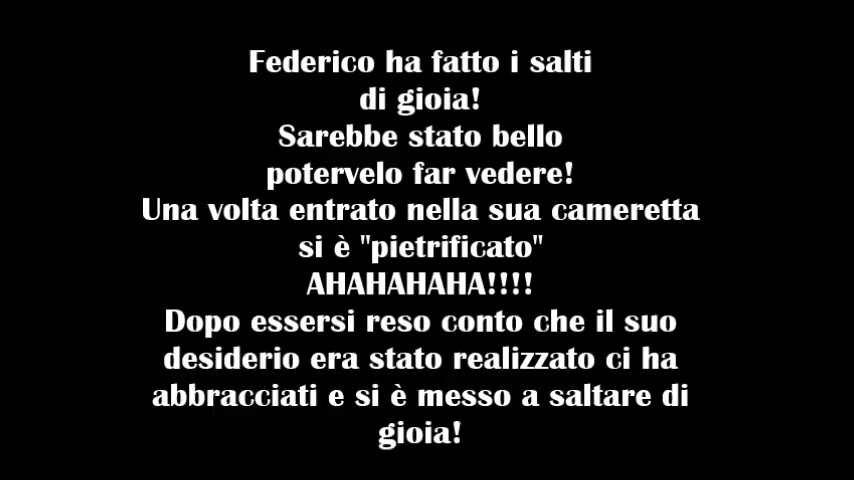 Federico ha fatto i salti
di gioia!
Sarebbe stato bello
potervelo far vedere!
Una volta entrato nella sua cameretta
si è "pietrificato"
AHAHAHAHA!!!!
Dopo essersi reso conto che il suo
desiderio era stato realizzato ci ha
abbracciati e si è messo a saltare di
gioia!